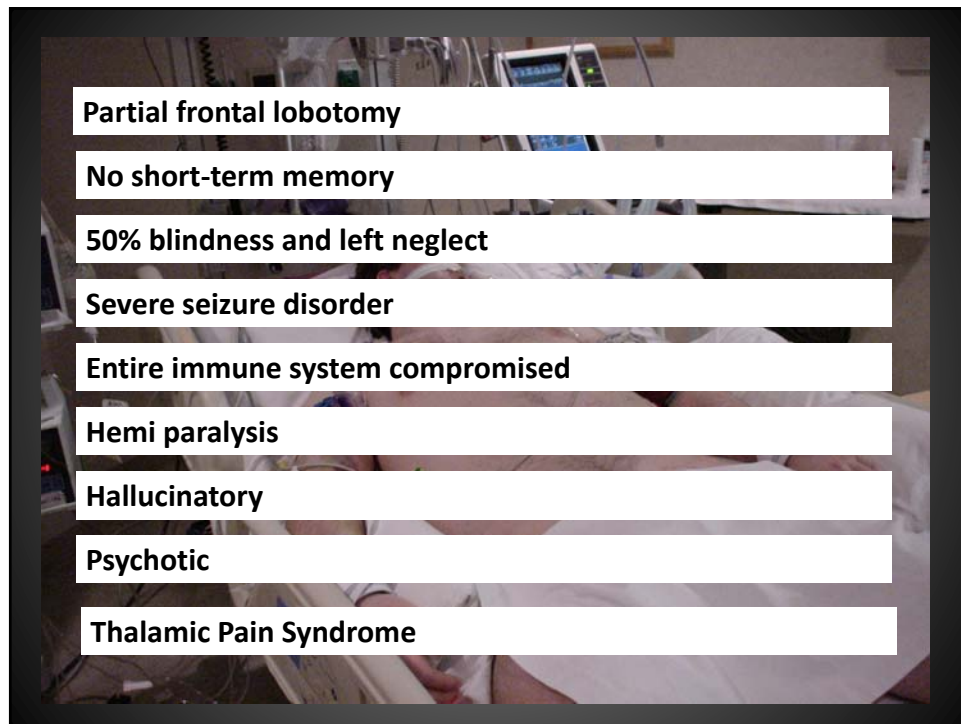 Partial frontal lobotomy
No short-term memory
50% blindness and left neglect
Severe seizure disorder
Entire immune system compromised
Hemi paralysis
Hallucinatory
Psychotic
Thalamic Pain Syndrome